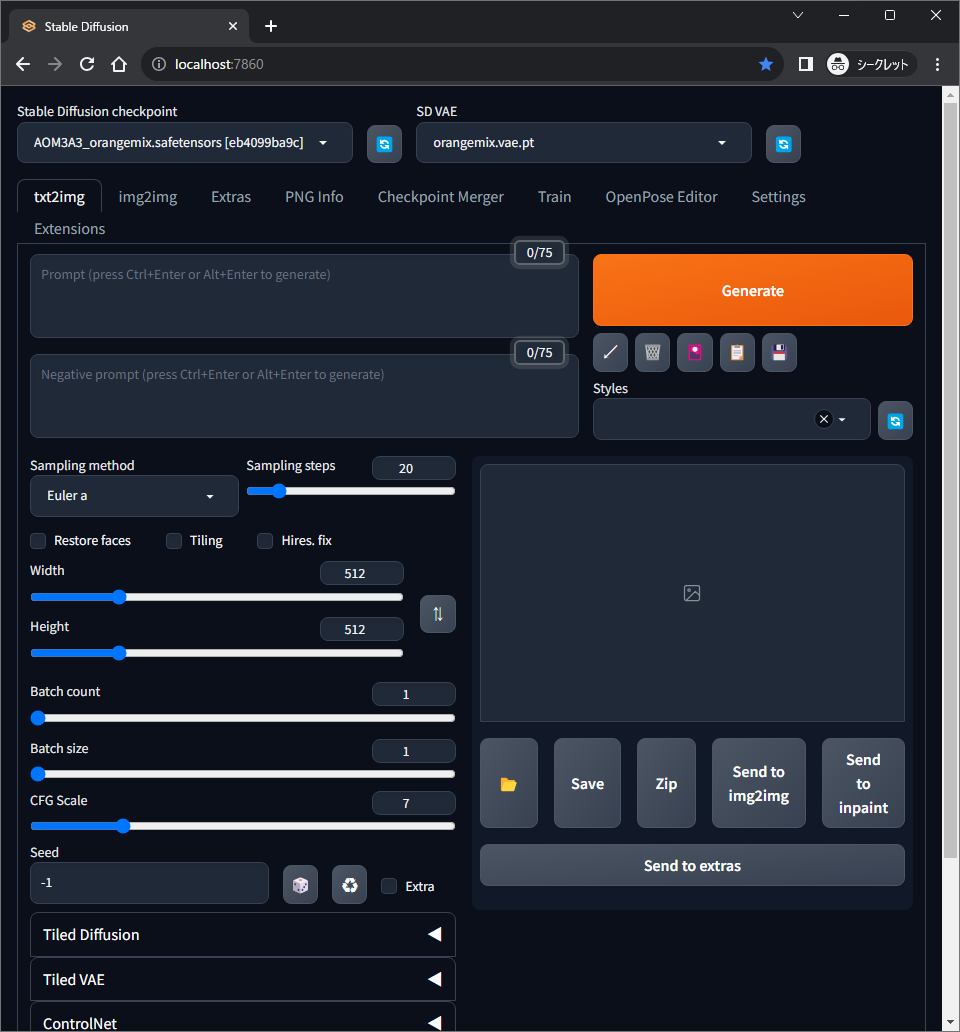 Stable Diffusion
localhost:7860
シークレット
Stable Diffusion checkpoint
SD VAE
AOM3A3_orangemix.safetensors [eb4099ba9c]
orangemix.vae.pt
txt2img
img2img
Extras
PNG Info
Checkpoint Merger
Train
OpenPose Editor
Settings
Extensions
0/75
Prompt (press Ctrl+Enter or Alt+Enter to generate)
Generate
0/75
Negative prompt (press Ctrl+Enter or Alt+Enter to generate)
Styles
Sampling method
Euler a
Sampling steps
20
Restore faces
Tiling
Hires. fix
Width
512
Height
512
Batch count
1
Batch size
1
CFG Scale
7
Seed
-1
Extra
Tiled Diffusion
Tiled VAE
ControlNet
Save
Zip
Send to
img2img
Send
to
inpaint
Send to extras